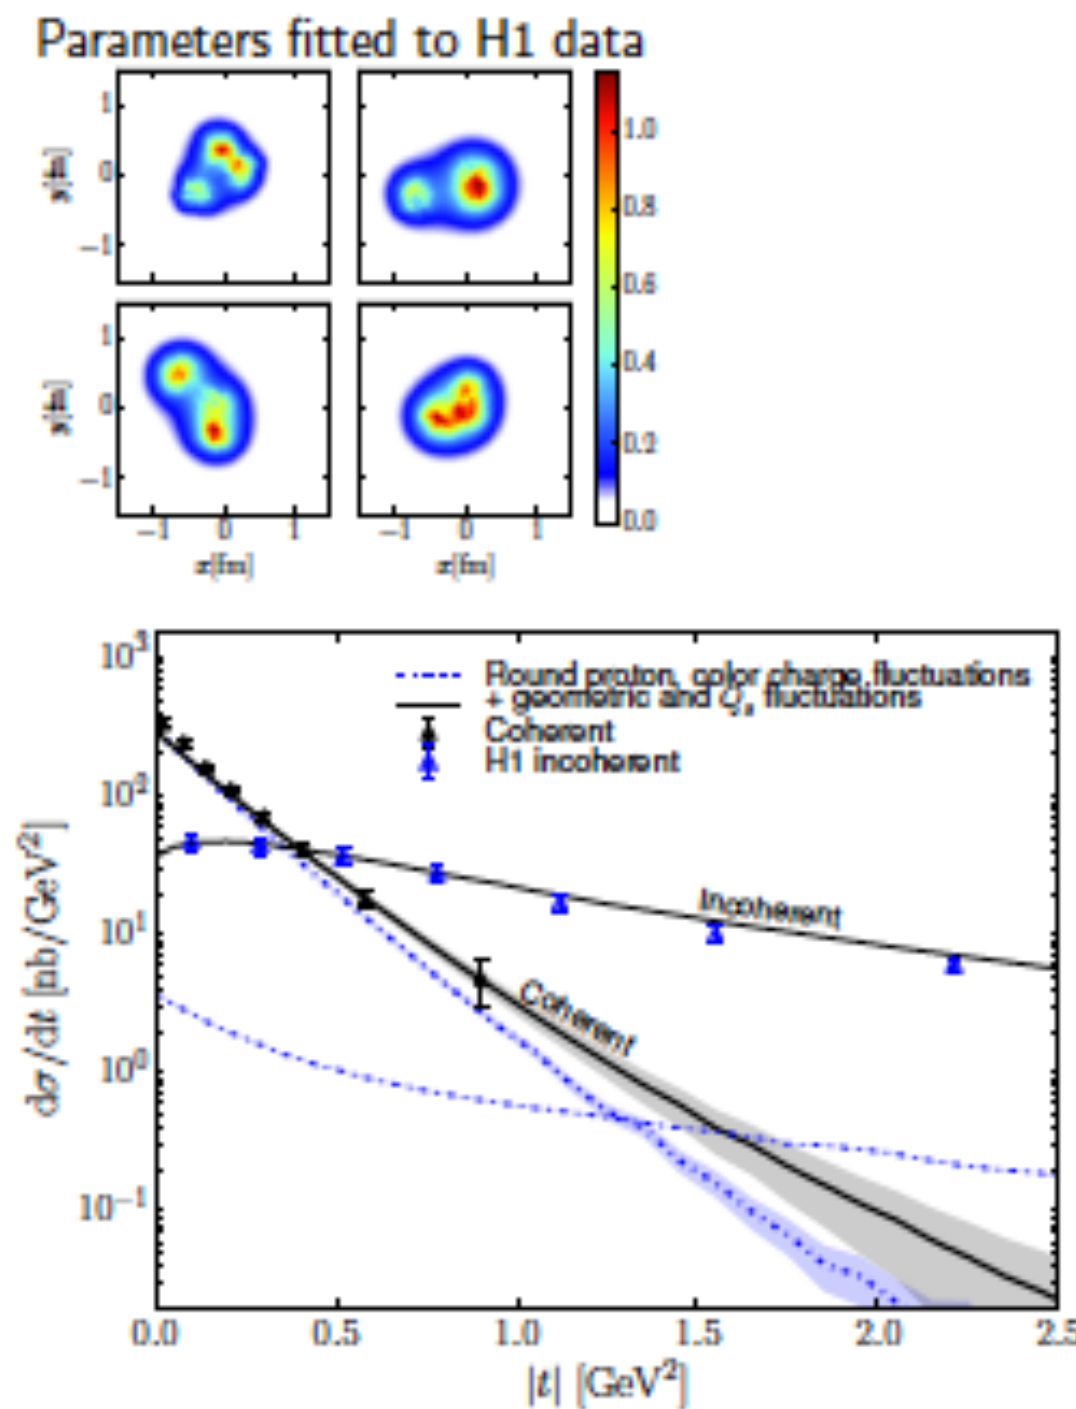 Parameters fitted to H1 data
1
0
−1
y[fm]
1.0
0.8
0.6
0.4
0.2
0.0
1
0
−1
y[fm]
−1 0 1
x[fm]
−1 0 1
x[fm]
10³
10²
10¹
10⁰
10⁻¹
dσ/dt [nb/GeV²]
Round proton, color charge fluctuations
+ geometric and Qₛ fluctuations
Coherent
H1 incoherent
Incoherent
Coherent
0.0 0.5 1.0 1.5 2.0 2.5
|t| [GeV²]